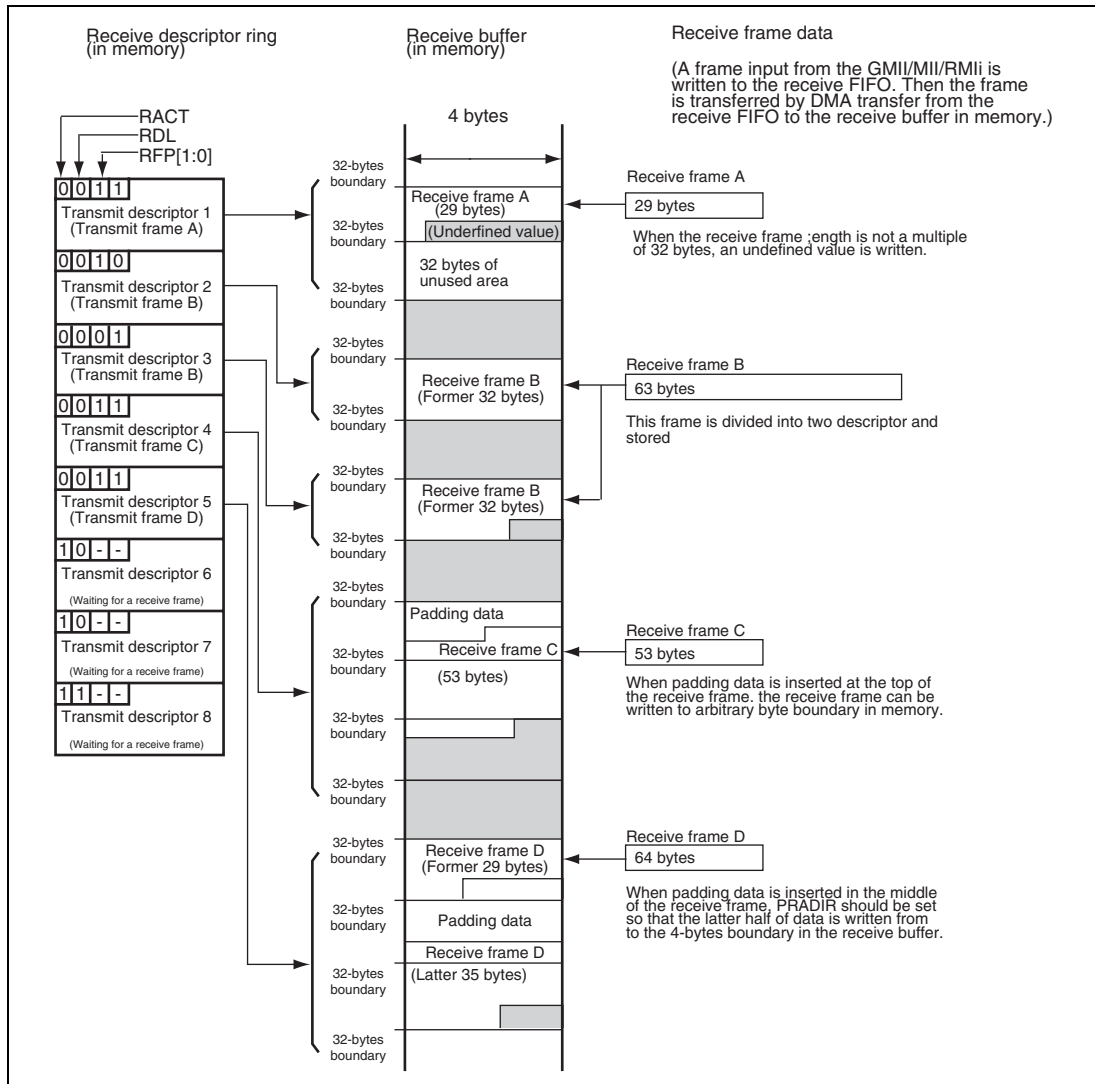 Receive descriptor ring
(in memory)
RACT
RDL
RFP[1:0]
0 0 1 1
Transmit descriptor 1
(Transmit frame A)
0 0 1 0
Transmit descriptor 2
(Transmit frame B)
0 0 0 1
Transmit descriptor 3
(Transmit frame B)
0 0 1 1
Transmit descriptor 4
(Transmit frame C)
0 0 1 1
Transmit descriptor 5
(Transmit frame D)
1 0 - -
Transmit descriptor 6
(Waiting for a receive frame)
1 0 - -
Transmit descriptor 7
(Waiting for a receive frame)
1 1 - -
Transmit descriptor 8
(Waiting for a receive frame)
Receive buffer
(in memory)
4 bytes
32-bytes
boundary
32-bytes
boundary
32-bytes
boundary
32-bytes
boundary
32-bytes
boundary
32-bytes
boundary
32-bytes
boundary
32-bytes
boundary
32-bytes
boundary
32-bytes
boundary
32-bytes
boundary
32-bytes
boundary
32-bytes
boundary
32-bytes
boundary
32-bytes
boundary
Receive frame A
(29 bytes)
(Underfined value)
32 bytes of
unused area
Receive frame B
(Former 32 bytes)
Receive frame B
(Former 32 bytes)
Padding data
Receive frame C
(53 bytes)
Receive frame D
(Former 29 bytes)
Padding data
Receive frame D
(Latter 35 bytes)
Receive frame data
(A frame input from the GMII/MII/RMIi is
written to the receive FIFO. Then the frame
is transferred by DMA transfer from the
receive FIFO to the receive buffer in memory.)
Receive frame A
29 bytes
When the receive frame ;ength is not a multiple
of 32 bytes, an undefined value is written.
Receive frame B
63 bytes
This frame is divided into two descriptor and
stored
Receive frame C
53 bytes
When padding data is inserted at the top of
the receive frame. the receive frame can be
written to arbitrary byte boundary in memory.
Receive frame D
64 bytes
When padding data is inserted in the middle
of the receive frame, PRADIR should be set
so that the latter half of data is written from
to the 4-bytes boundary in the receive buffer.